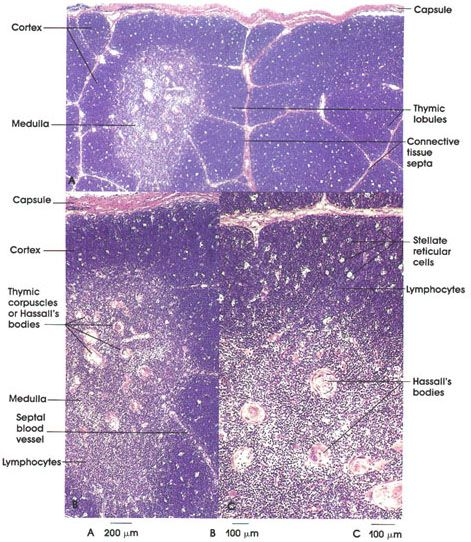 Capsule
Cortex
Medulla
Thymic
lobules
Connective
tissue
septa
A
Capsule
Cortex
Stellate
reticular
cells
Lymphocytes
Thymic
corpuscles
or Hassall's
bodies
Hassall's
bodies
Medulla
Septal
blood
vessel
Lymphocytes
B
C
A 200 µm B 100 µm C 100 µm